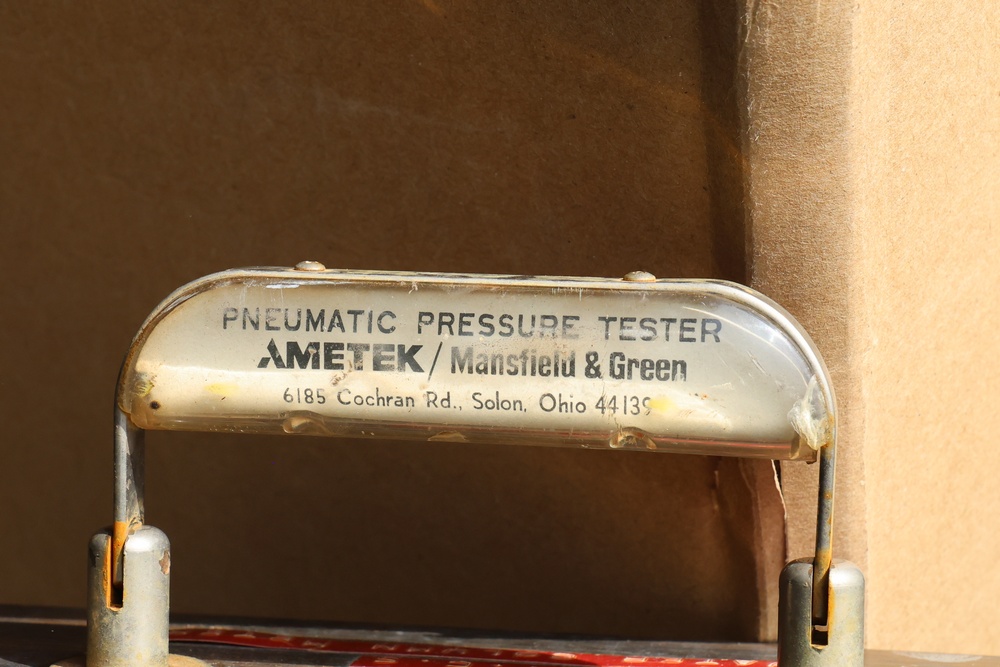 PNEUMATIC PRESSURE TESTER
AMETEK/Mansfield & Green
6185 Cochran Rd., Solon, Ohio 44139